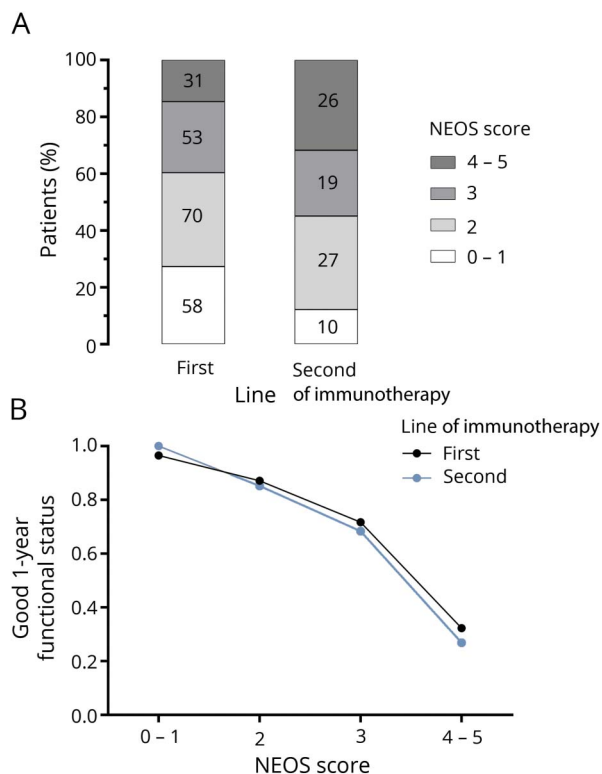 A
Patients (%)
100
80
60
40
20
0
31
53
70
58
26
19
27
10
First
Second
Line of immunotherapy
NEOS score
4 – 5
3
2
0 – 1
B
Line of immunotherapy
First
Second
Good 1-year
functional status
1.0
0.8
0.6
0.4
0.2
0.0
0 – 1
2
3
4 – 5
NEOS score